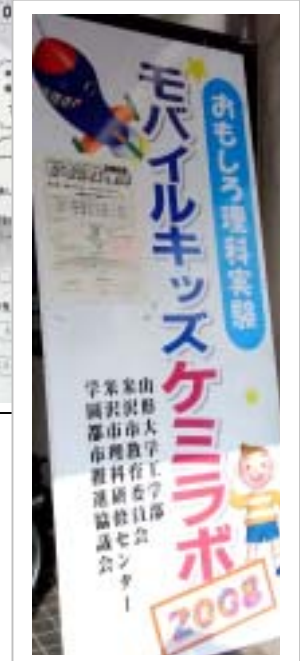 おもしろ理科実験
モバイルキッズケミラボ
2008
山形大学工学部
米沢市教育委員会
米沢市理科研修センター
学園都市推進協議会